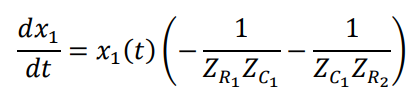 dx₁/dt = x₁(t) (− 1/(Z_{R₁} Z_{C₁}) − 1/(Z_{C₁} Z_{R₂}))